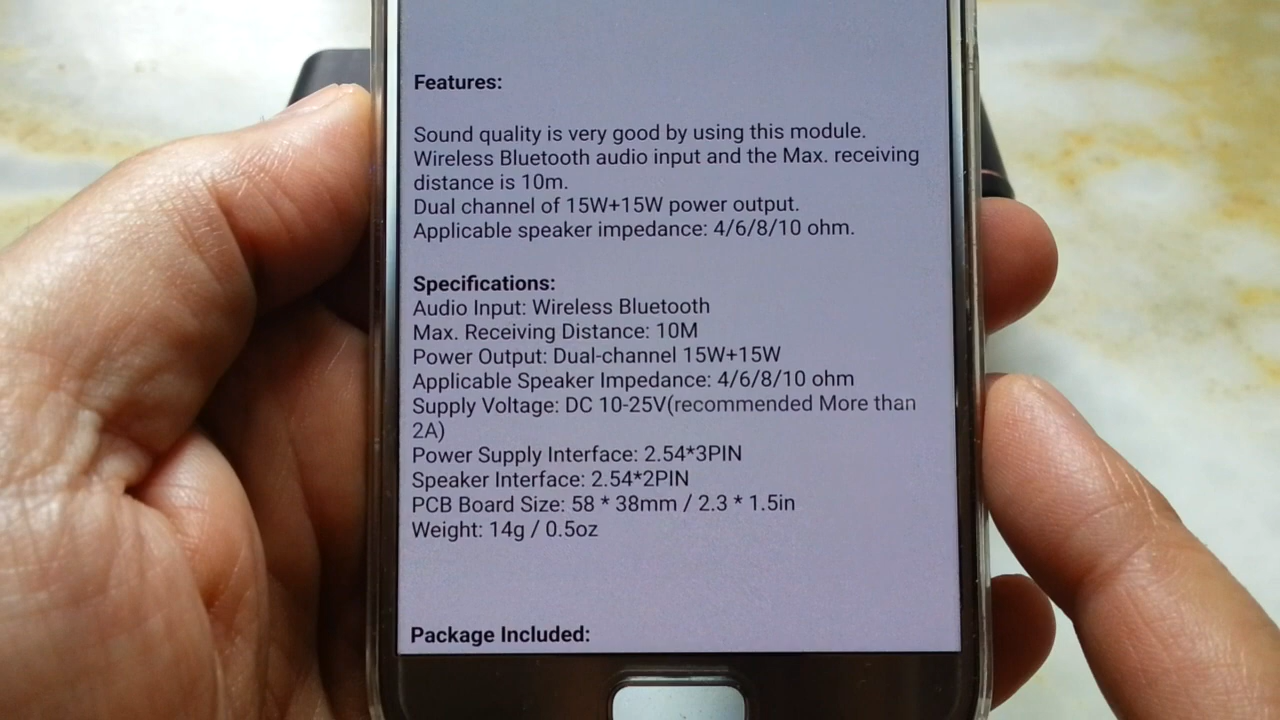 Features:
Sound quality is very good by using this module.
Wireless Bluetooth audio input and the Max. receiving
distance is 10m.
Dual channel of 15W+15W power output.
Applicable speaker impedance: 4/6/8/10 ohm.
Specifications:
Audio Input: Wireless Bluetooth
Max. Receiving Distance: 10M
Power Output: Dual-channel 15W+15W
Applicable Speaker Impedance: 4/6/8/10 ohm
Supply Voltage: DC 10-25V(recommended More than
2A)
Power Supply Interface: 2.54*3PIN
Speaker Interface: 2.54*2PIN
PCB Board Size: 58 * 38mm / 2.3 * 1.5in
Weight: 14g / 0.5oz
Package Included: